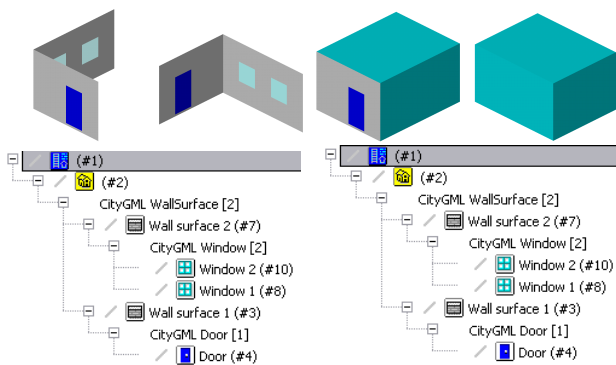 (#1)
(#2)
CityGML WallSurface [2]
Wall surface 2 (#7)
CityGML Window [2]
Window 2 (#10)
Window 1 (#8)
Wall surface 1 (#3)
CityGML Door [1]
Door (#4)
(#1)
(#2)
CityGML WallSurface [2]
Wall surface 2 (#7)
CityGML Window [2]
Window 2 (#10)
Window 1 (#8)
Wall surface 1 (#3)
CityGML Door [1]
Door (#4)